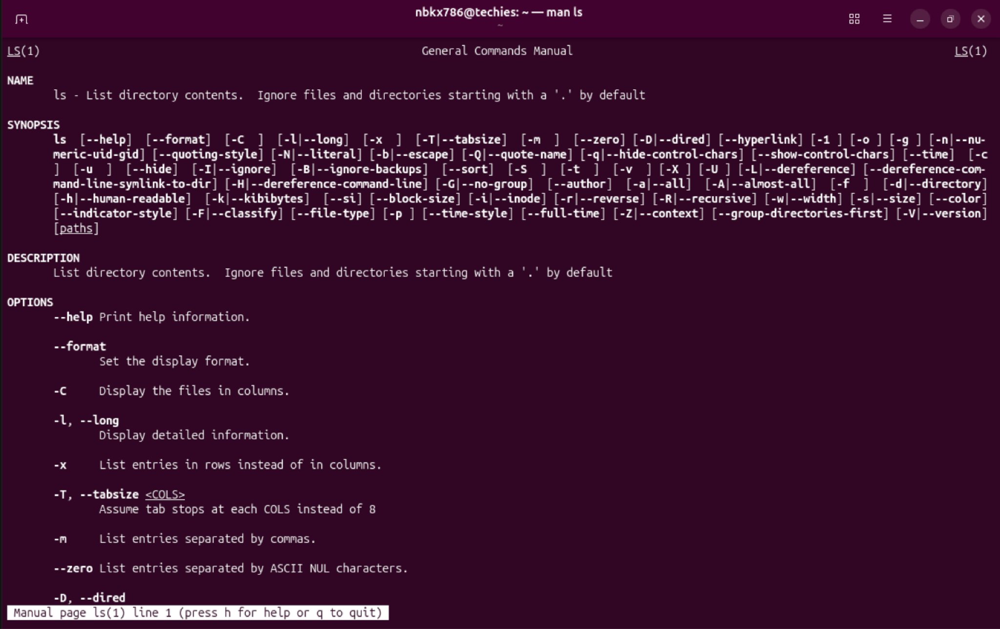 nbkx786@techies: ~ — man ls
~
LS(1) General Commands Manual LS(1)
NAME
ls - List directory contents.  Ignore files and directories starting with a '.' by default
SYNOPSIS
ls  [--help]  [--format]  [-C  ]  [-l|--long]  [-x  ]  [-T|--tabsize]  [-m  ]  [--zero] [-D|--dired] [--hyperlink] [-1 ] [-o ] [-g ] [-n|--nu-
meric-uid-gid] [--quoting-style] [-N|--literal] [-b|--escape] [-Q|--quote-name] [-q|--hide-control-chars] [--show-control-chars] [--time]  [-c
]  [-u  ]  [--hide]  [-I|--ignore]  [-B|--ignore-backups]  [--sort]  [-S  ]  [-t  ]  [-v  ] [-X ] [-U ] [-L|--dereference] [--dereference-com-
mand-line-symlink-to-dir] [-H|--dereference-command-line] [-G|--no-group]  [--author]  [-a|--all]  [-A|--almost-all]  [-f  ]  [-d|--directory]
[-h|--human-readable]  [-k|--kibibytes]  [--si] [--block-size] [-i|--inode] [-r|--reverse] [-R|--recursive] [-w|--width] [-s|--size] [--color]
[--indicator-style] [-F|--classify] [--file-type] [-p ] [--time-style] [--full-time] [-Z|--context] [--group-directories-first] [-V|--version]
[paths]
DESCRIPTION
List directory contents.  Ignore files and directories starting with a '.' by default
OPTIONS
--help Print help information.
--format
Set the display format.
-C     Display the files in columns.
-l, --long
Display detailed information.
-x     List entries in rows instead of in columns.
-T, --tabsize <COLS>
Assume tab stops at each COLS instead of 8
-m     List entries separated by commas.
--zero List entries separated by ASCII NUL characters.
-D, --dired
Manual page ls(1) line 1 (press h for help or q to quit)